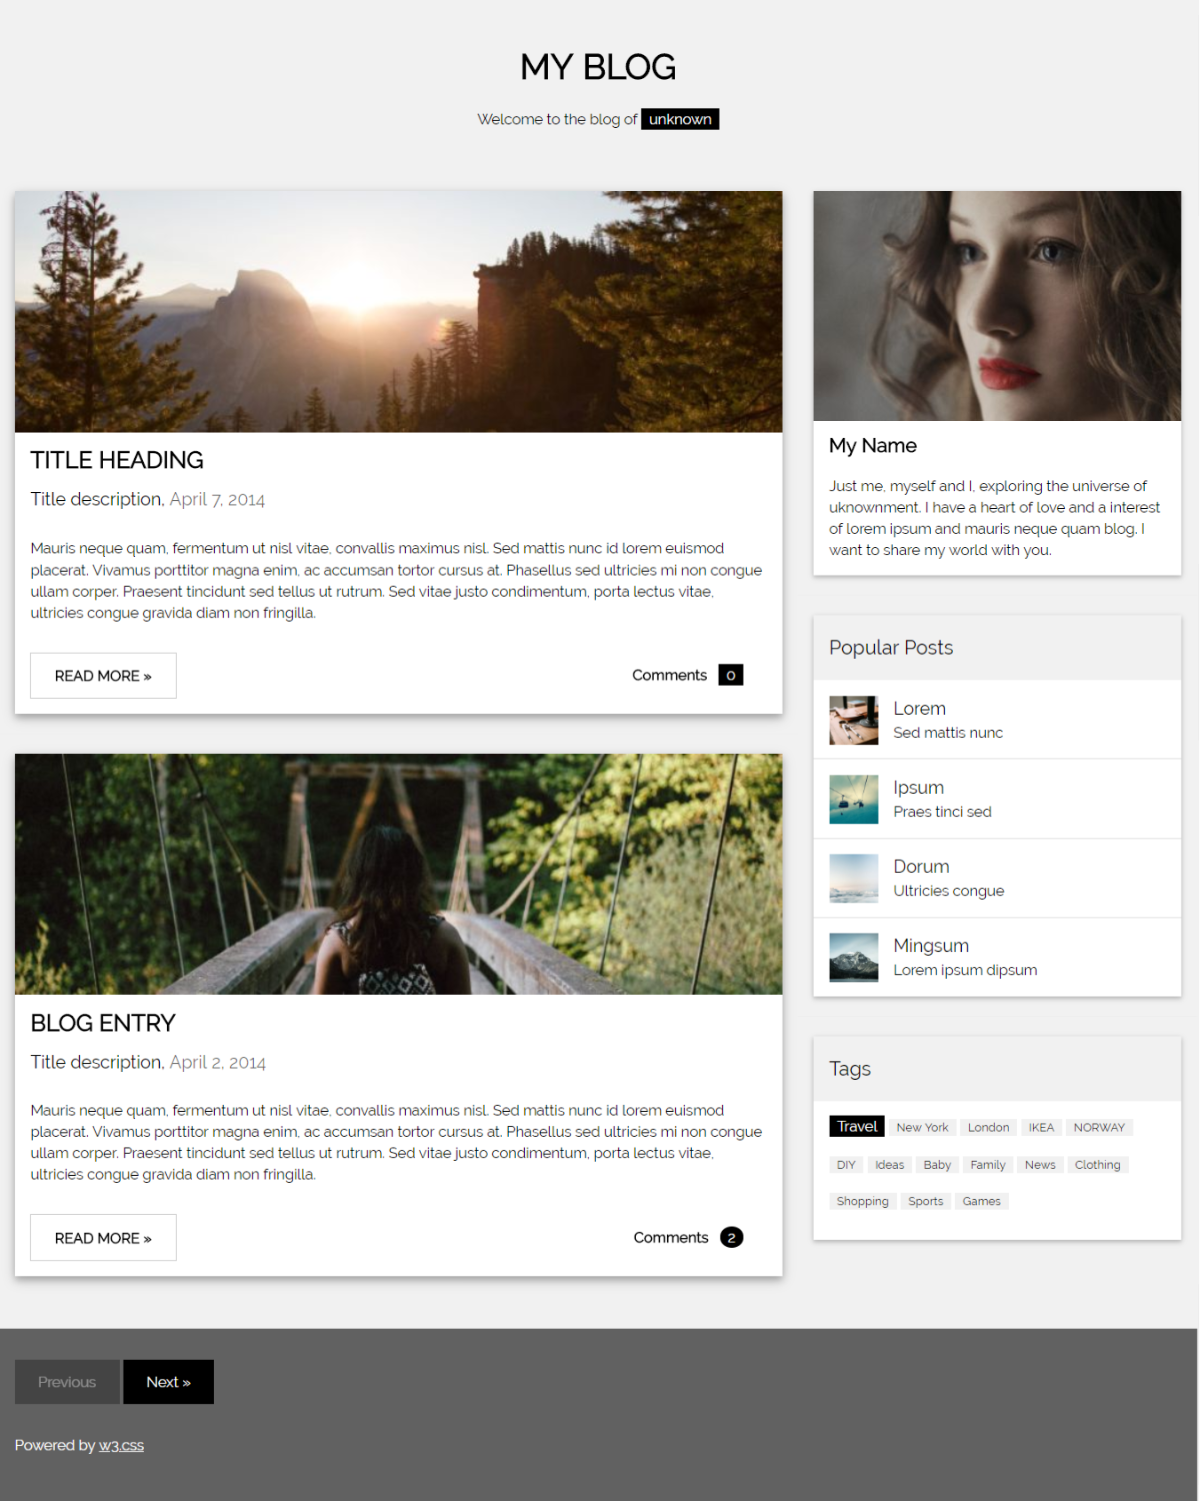 MY BLOG
Welcome to the blog of unknown
TITLE HEADING
Title description, April 7, 2014
Mauris neque quam, fermentum ut nisl vitae, convallis maximus nisl. Sed mattis nunc id lorem euismod
placerat. Vivamus porttitor magna enim, ac accumsan tortor cursus at. Phasellus sed ultricies mi non congue
ullam corper. Praesent tincidunt sed tellus ut rutrum. Sed vitae justo condimentum, porta lectus vitae,
ultricies congue gravida diam non fringilla.
READ MORE »
Comments 0
BLOG ENTRY
Title description, April 2, 2014
Mauris neque quam, fermentum ut nisl vitae, convallis maximus nisl. Sed mattis nunc id lorem euismod
placerat. Vivamus porttitor magna enim, ac accumsan tortor cursus at. Phasellus sed ultricies mi non congue
ullam corper. Praesent tincidunt sed tellus ut rutrum. Sed vitae justo condimentum, porta lectus vitae,
ultricies congue gravida diam non fringilla.
READ MORE »
Comments 2
My Name
Just me, myself and I, exploring the universe of
uknownment. I have a heart of love and a interest
of lorem ipsum and mauris neque quam blog. I
want to share my world with you.
Popular Posts
Lorem
Sed mattis nunc
Ipsum
Praes tinci sed
Dorum
Ultricies congue
Mingsum
Lorem ipsum dipsum
Tags
Travel New York London IKEA NORWAY
DIY Ideas Baby Family News Clothing
Shopping Sports Games
Previous Next »
Powered by w3.css